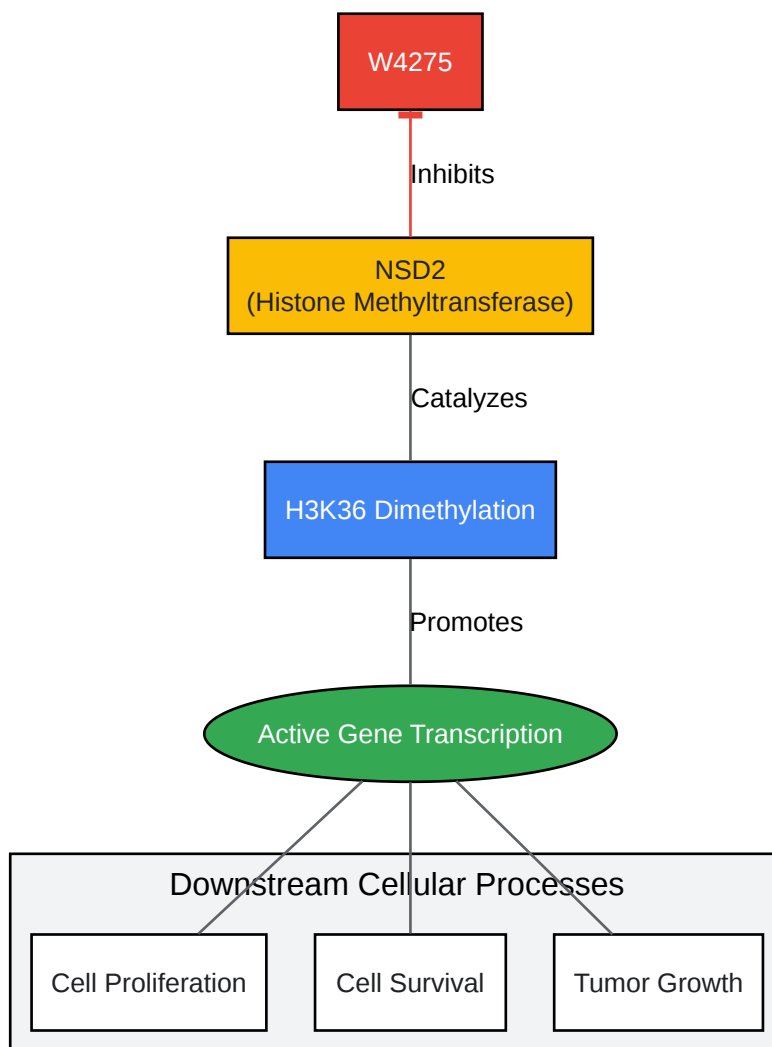 W4275
Inhibits
NSD2
(Histone Methyltransferase)
Catalyzes
H3K36 Dimethylation
Promotes
Active Gene Transcription
Downstream Cellular Processes
Cell Proliferation
Cell Survival
Tumor Growth